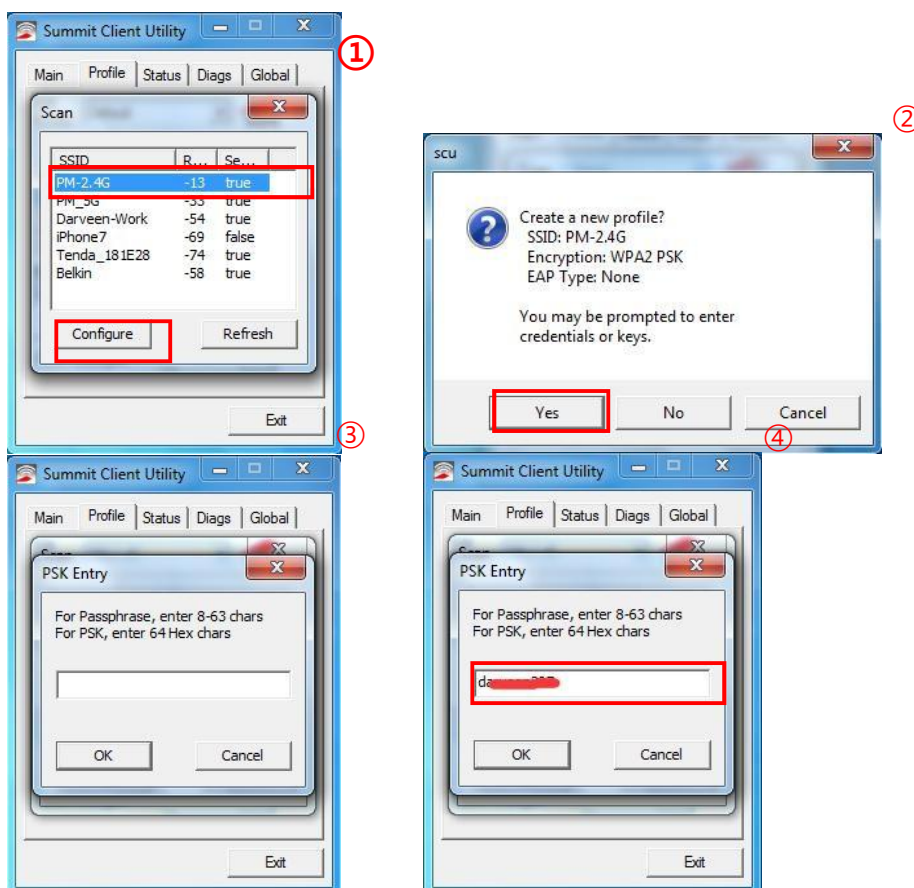 Summit Client Utility
①
Main Profile Status Diags Global
Scan
SSID R... Se...
PM-2.4G -13 true
PM_5G -53 true
Darveen-Work -54 true
iPhone7 -69 false
Tenda_181E28 -74 true
Belkin -58 true
Configure Refresh
Exit
②
scu
Create a new profile?
SSID: PM-2.4G
Encryption: WPA2 PSK
EAP Type: None
You may be prompted to enter
credentials or keys.
Yes No Cancel
③
Summit Client Utility
Main Profile Status Diags Global
PSK Entry
For Passphrase, enter 8-63 chars
For PSK, enter 64 Hex chars
OK Cancel
Exit
④
Summit Client Utility
Main Profile Status Diags Global
PSK Entry
For Passphrase, enter 8-63 chars
For PSK, enter 64 Hex chars
OK Cancel
Exit